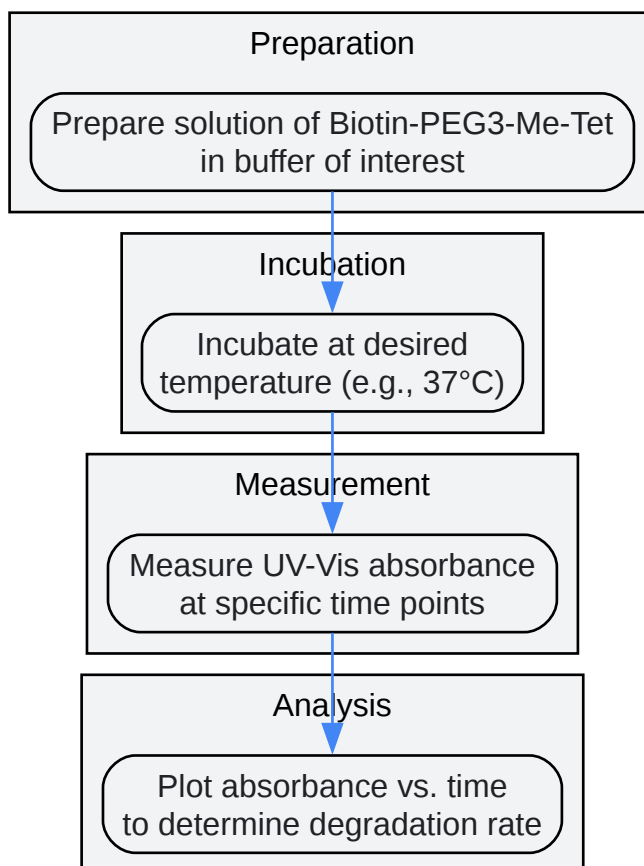 Preparation
Prepare solution of Biotin-PEG3-Me-Tet
in buffer of interest
Incubation
Incubate at desired
temperature (e.g., 37°C)
Measurement
Measure UV-Vis absorbance
at specific time points
Analysis
Plot absorbance vs. time
to determine degradation rate